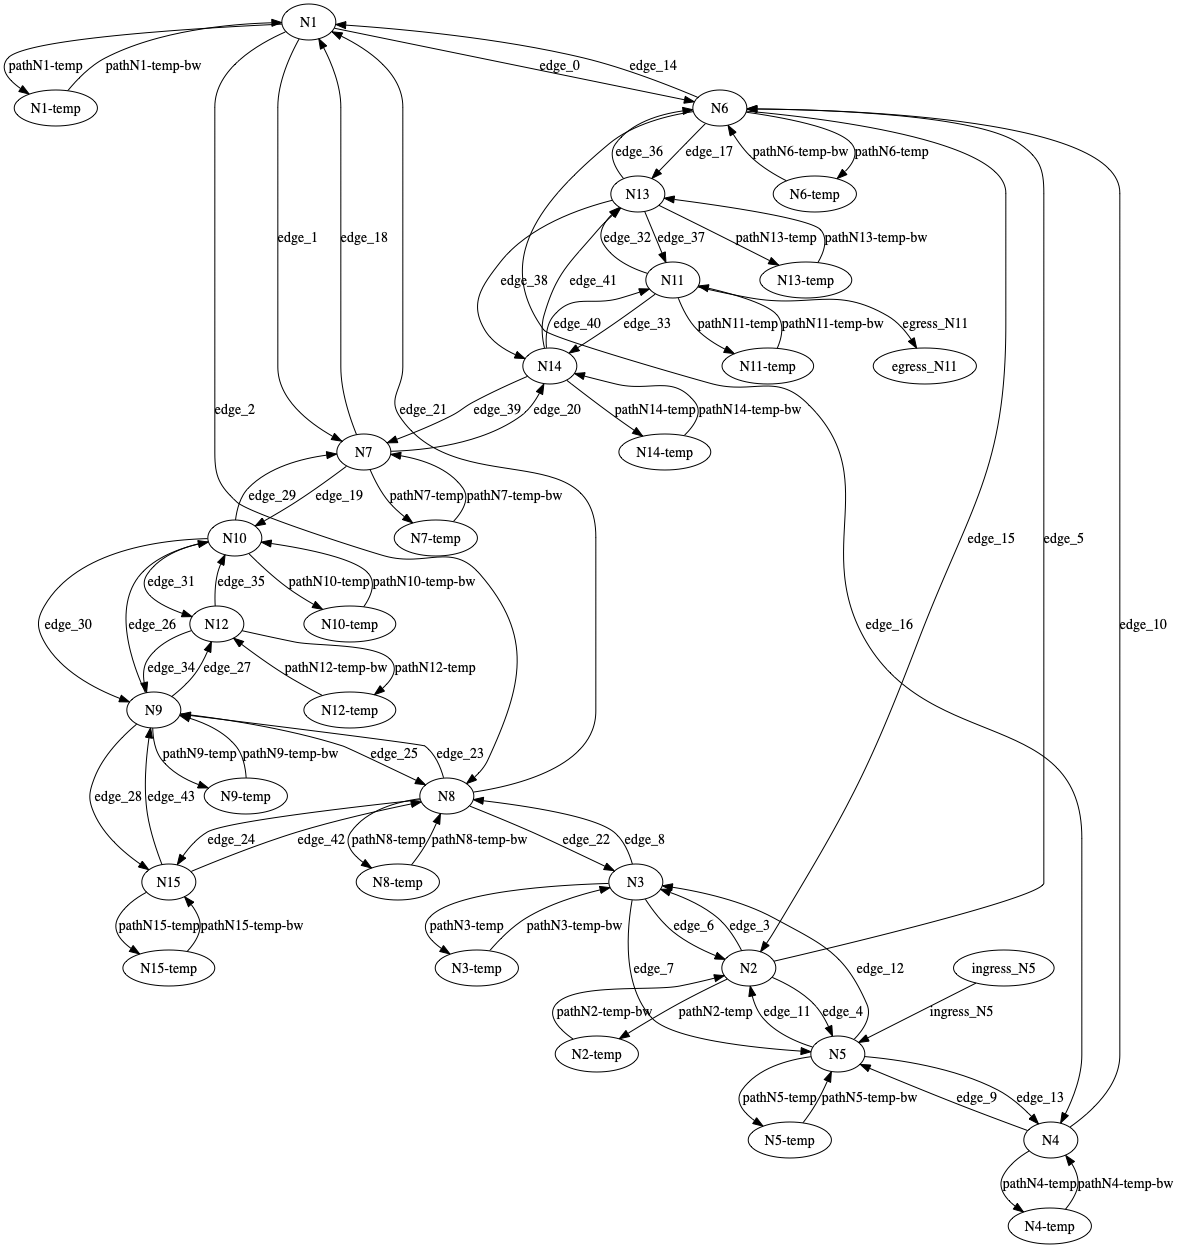 N1
pathN1-temp
pathN1-temp-bw
edge_0
edge_14
N1-temp
N6
edge_36
edge_17
pathN6-temp-bw
pathN6-temp
N13
N6-temp
edge_1
edge_18
edge_32
edge_37
pathN13-temp
pathN13-temp-bw
edge_38
edge_41
N11
N13-temp
edge_40
edge_33
pathN11-temp
pathN11-temp-bw
egress_N11
N14
N11-temp
egress_N11
edge_2
edge_21
edge_39
edge_20
pathN14-temp
pathN14-temp-bw
N7
N14-temp
edge_29
edge_19
pathN7-temp
pathN7-temp-bw
N10
N7-temp
edge_15
edge_5
edge_31
edge_35
pathN10-temp
pathN10-temp-bw
edge_30
edge_26
N12
N10-temp
edge_16
edge_10
edge_34
edge_27
pathN12-temp-bw
pathN12-temp
N9
N12-temp
pathN9-temp
pathN9-temp-bw
edge_25
edge_23
edge_28
edge_43
N9-temp
N8
edge_24
edge_42
pathN8-temp
pathN8-temp-bw
edge_22
edge_8
N15
N8-temp
N3
pathN15-temp
pathN15-temp-bw
pathN3-temp
pathN3-temp-bw
edge_6
edge_3
N15-temp
N3-temp
edge_7
N2
edge_12
ingress_N5
pathN2-temp-bw
pathN2-temp
edge_11
edge_4
ingress_N5
N2-temp
N5
pathN5-temp
pathN5-temp-bw
edge_9
edge_13
N5-temp
N4
pathN4-temp
pathN4-temp-bw
N4-temp